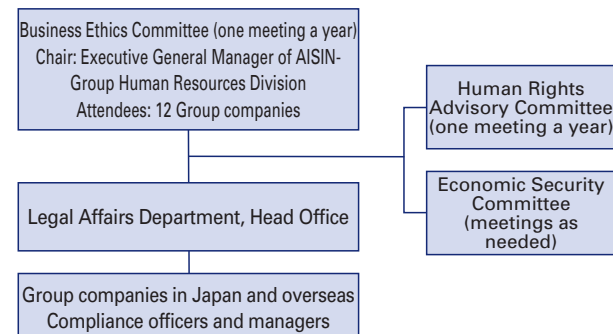 Business Ethics Committee (one meeting a year)
Chair: Executive General Manager of AISIN-
Group Human Resources Division
Attendees: 12 Group companies
Human Rights
Advisory Committee
(one meeting a year)
Economic Security
Committee
(meetings as
needed)
Legal Affairs Department, Head Office
Group companies in Japan and overseas
Compliance officers and managers